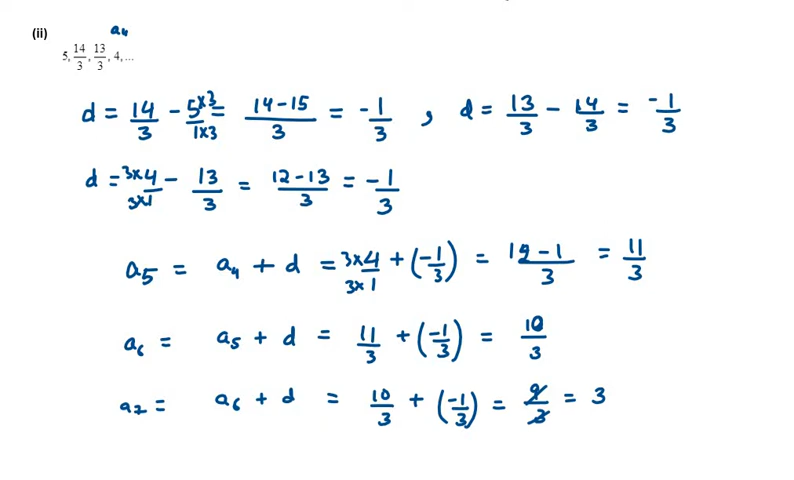 (ii) a₄
5, 14/3, 13/3, 4, ...
d = 14/3 - 5×3/1×3 = 14-15/3 = -1/3 , d = 13/3 - 14/3 = -1/3
d = 3×4/3×1 - 13/3 = 12-13/3 = -1/3
a₅ = a₄ + d = 3×4/3×1 + (-1/3) = 12-1/3 = 11/3
a₆ = a₅ + d = 11/3 + (-1/3) = 10/3
a₇ = a₆ + d = 10/3 + (-1/3) = 9/3 = 3